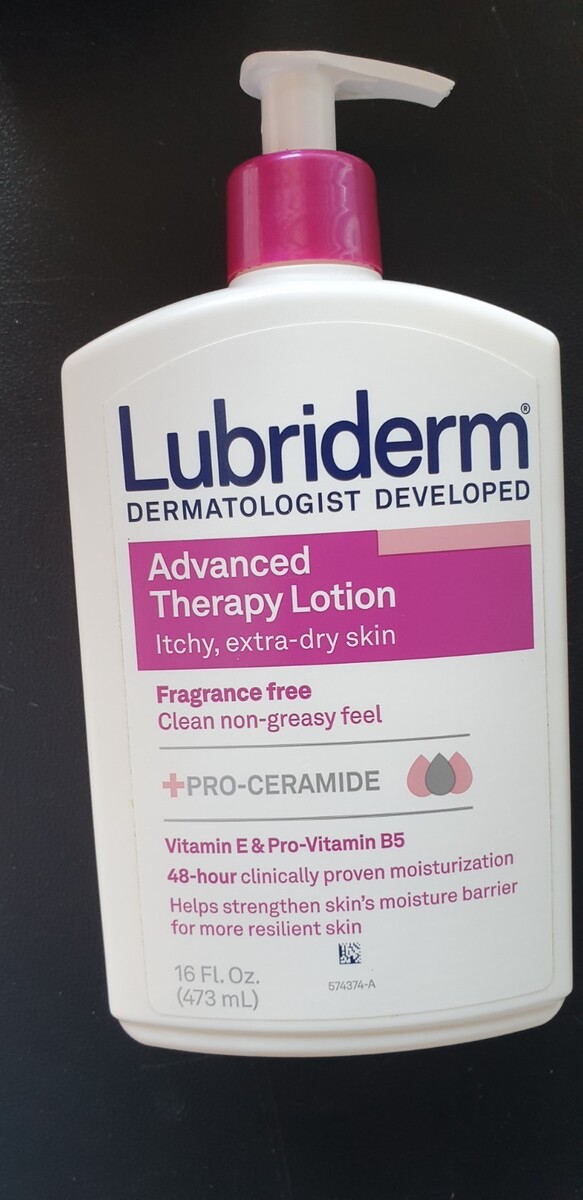 Lubriderm®
DERMATOLOGIST DEVELOPED
Advanced
Therapy Lotion
Itchy, extra-dry skin
Fragrance free
Clean non-greasy feel
+PRO-CERAMIDE
Vitamin E & Pro-Vitamin B5
48-hour clinically proven moisturization
Helps strengthen skin's moisture barrier
for more resilient skin
16 Fl. Oz.
(473 mL)
574374-A